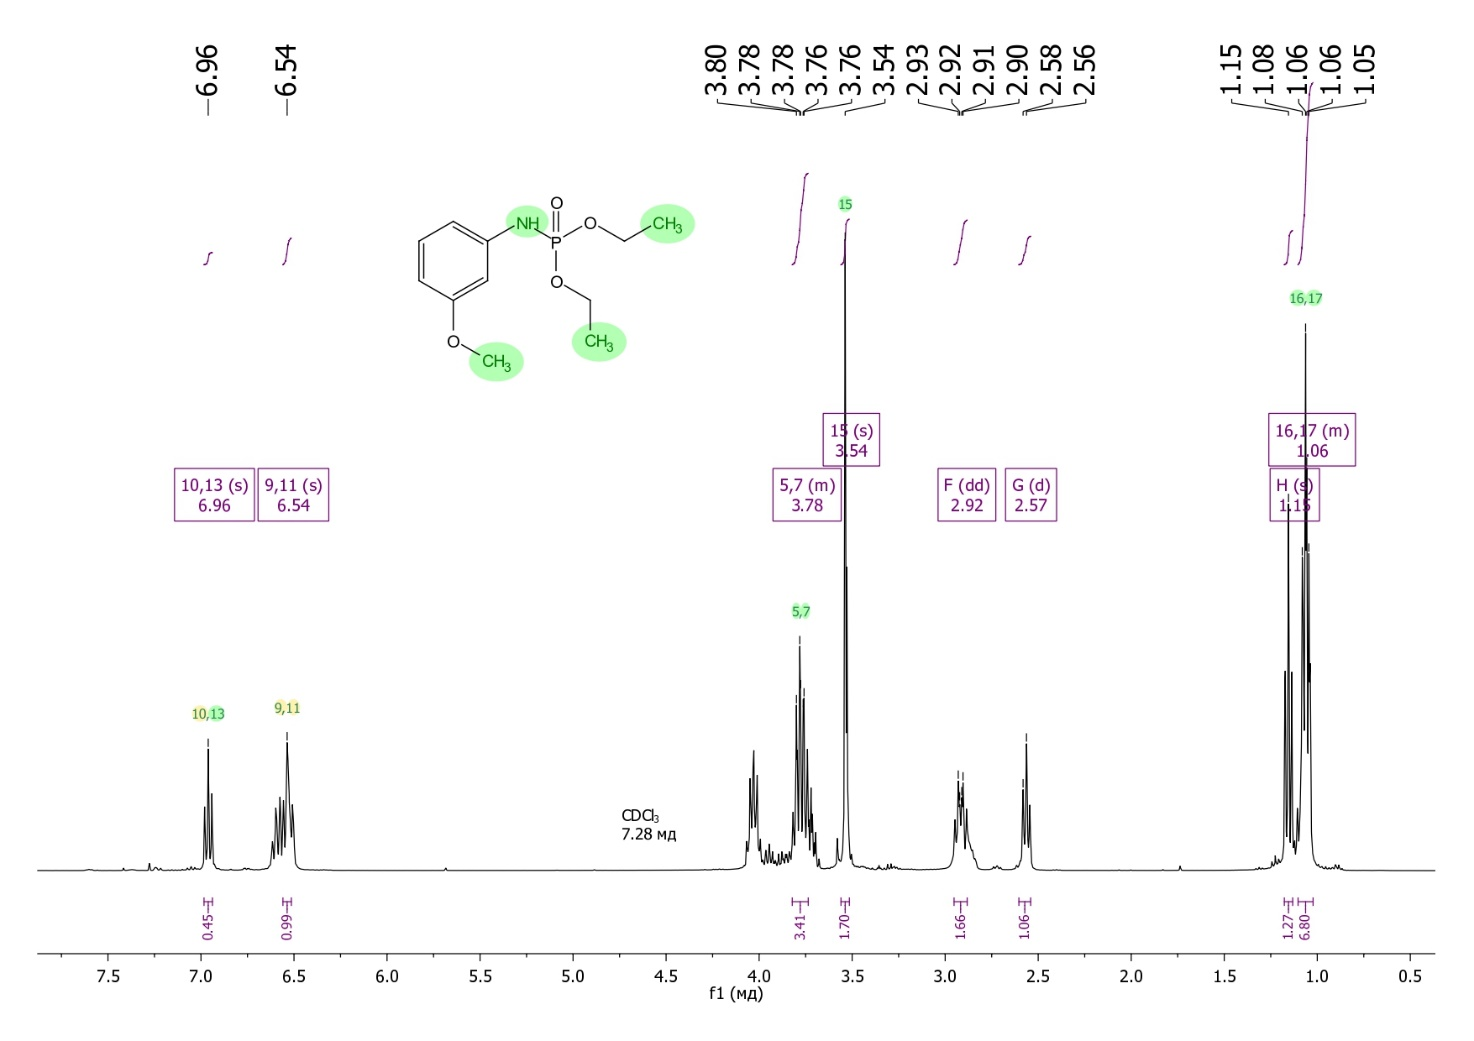 6.96
6.54
3.80
3.78
3.78
3.76
3.76
3.54
2.93
2.92
2.91
2.90
2.58
2.56
1.15
1.08
1.06
1.06
1.05
15
16,17
O
NH
P
O
CH3
O
CH3
O
CH3
15 (s)
3.54
16,17 (m)
1.06
10,13 (s)
6.96
9,11 (s)
6.54
5,7 (m)
3.78
F (dd)
2.92
G (d)
2.57
H (s)
1.15
5,7
10,13
9,11
CDCl3
7.28 мд
0.45
0.99
3.41
1.70
1.66
1.06
1.27
6.80
7.5 7.0 6.5 6.0 5.5 5.0 4.5 4.0 3.5 3.0 2.5 2.0 1.5 1.0 0.5
f1 (мд)